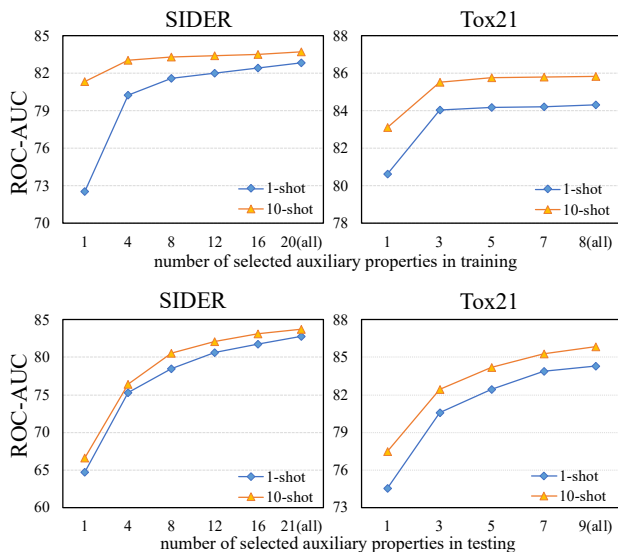 SIDER
Tox21
ROC-AUC
85
82
79
76
73
70
1-shot
10-shot
1 4 8 12 16 20(all)
88
86
84
82
80
78
1-shot
10-shot
1 3 5 7 8(all)
number of selected auxiliary properties in training
SIDER
Tox21
ROC-AUC
85
80
75
70
65
60
1-shot
10-shot
1 4 8 12 16 21(all)
88
85
82
79
76
73
1-shot
10-shot
1 3 5 7 9(all)
number of selected auxiliary properties in testing